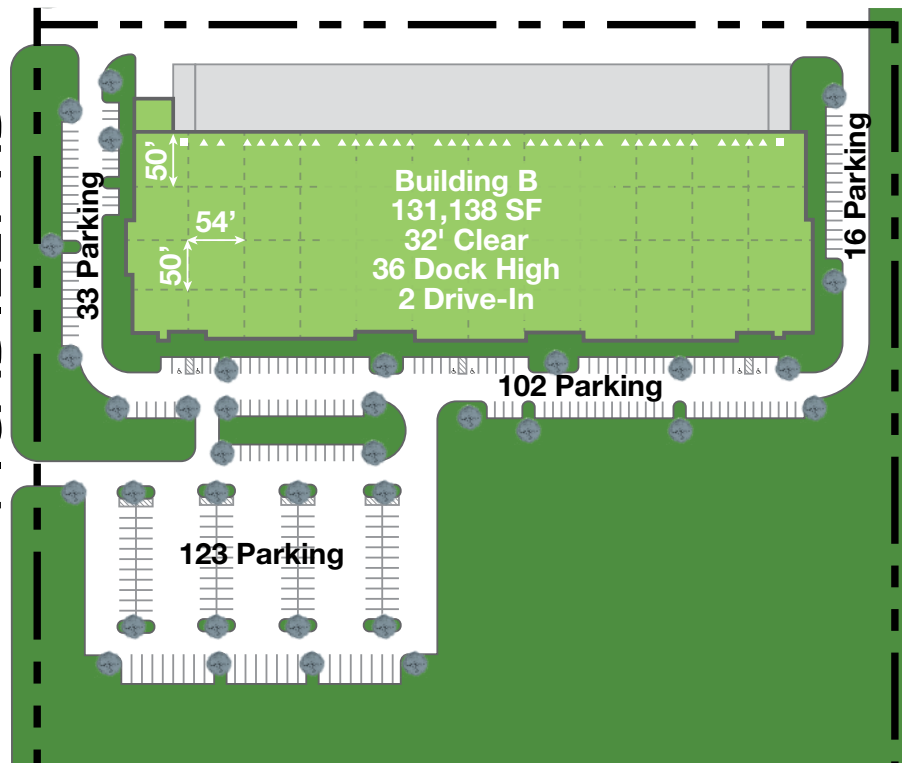 50'
54'
50'
Building B
131,138 SF
32' Clear
36 Dock High
2 Drive-In
33 Parking
16 Parking
102 Parking
123 Parking